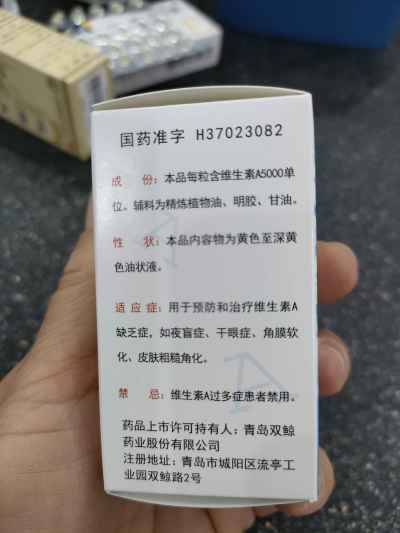 国药准字 H37023082
成 份：本品每粒含维生素A5000单
位。辅料为精炼植物油、明胶、甘油。
性 状：本品内容物为黄色至深黄
色油状液。
适应症：用于预防和治疗维生素A
缺乏症，如夜盲症、干眼症、角膜软
化、皮肤粗糙角化。
禁 忌：维生素A过多症患者禁用。
药品上市许可持有人：青岛双鲸
药业股份有限公司
注册地址：青岛市城阳区流亭工
业园双鲸路2号